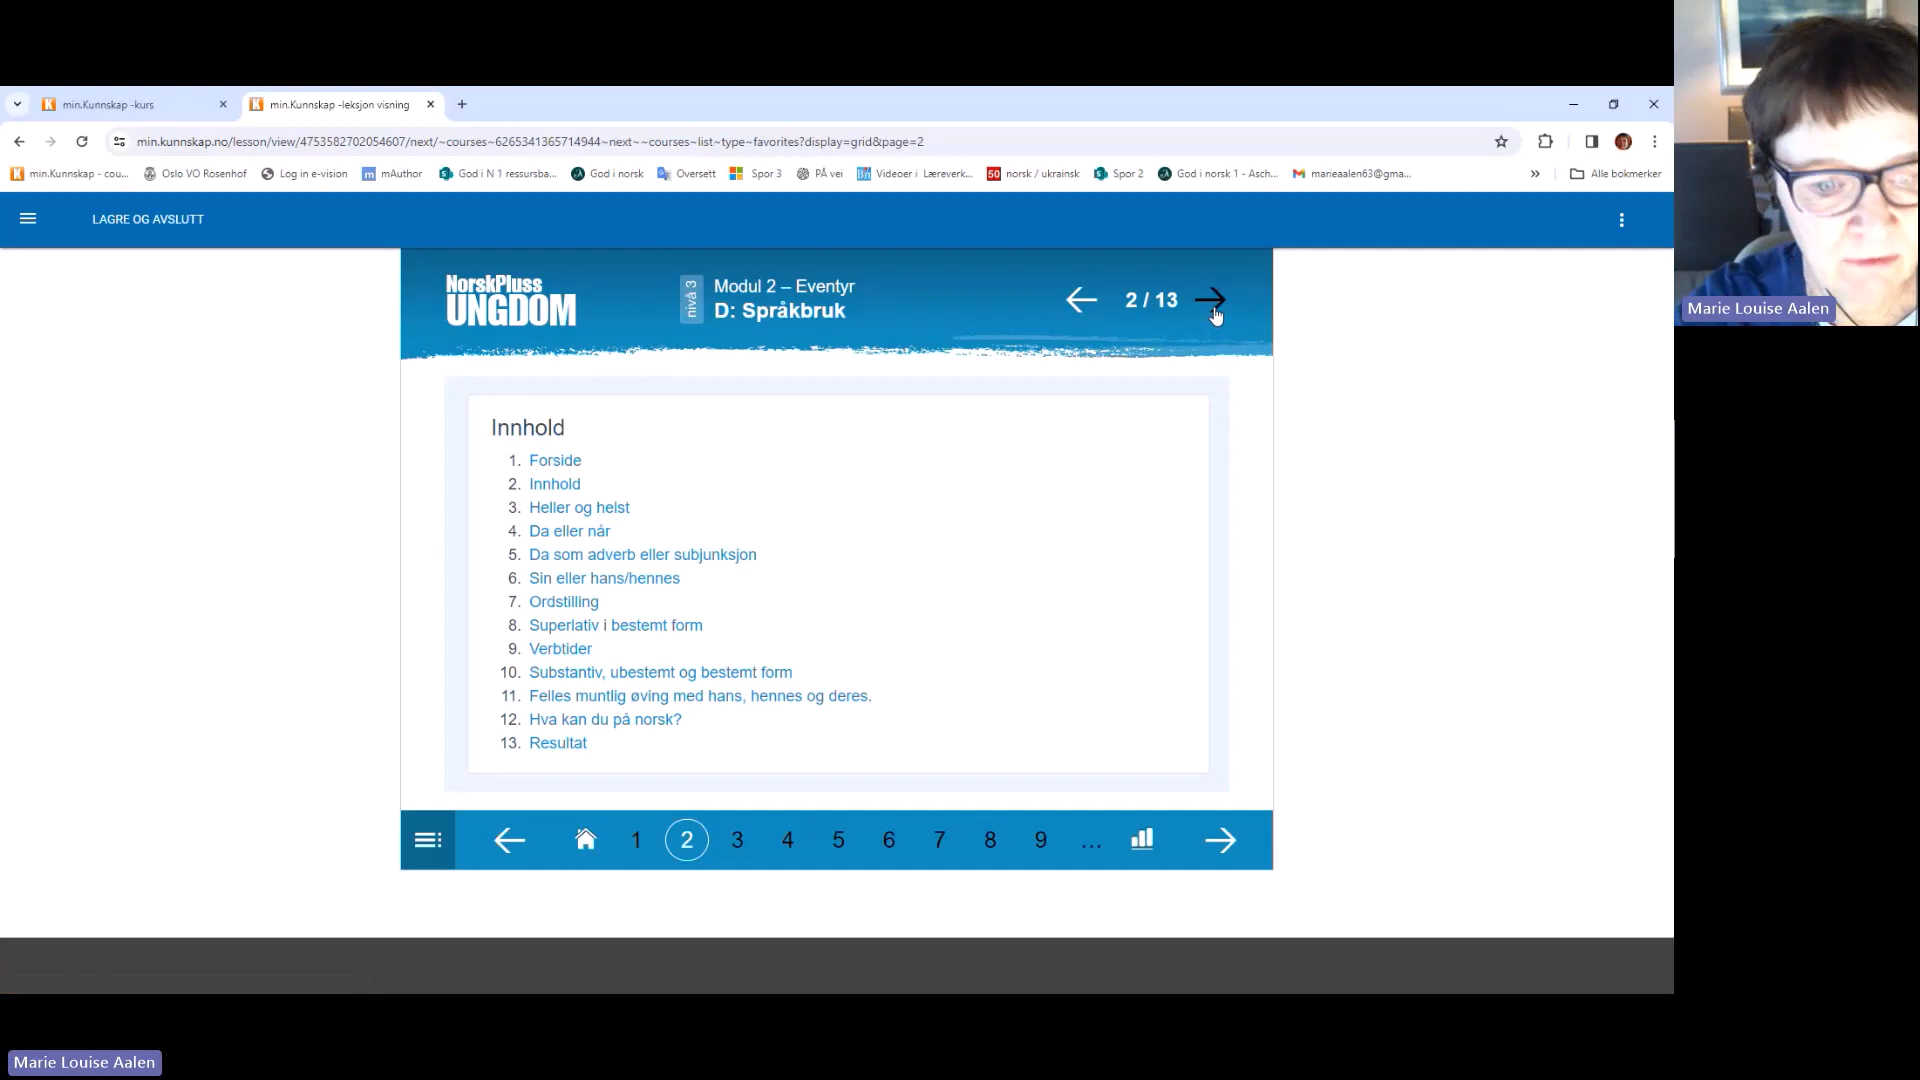 min.Kunnskap -kurs
min.Kunnskap -leksjon visning
min.kunnskap.no/lesson/view/4753582702054607/next/~courses~6265341365714944~next~~courses~list~type~favorites?display=grid&page=2
min.Kunnskap - cou...
Oslo VO Rosenhof
Log in e-vision
mAuthor
God i N 1 ressursba...
God i norsk
Oversett
Spor 3
PÅ vei
Videoer i Læreverk...
norsk / ukrainsk
Spor 2
God i norsk 1 - Asch...
marieaalen63@gma...
»
Alle bokmerker
LAGRE OG AVSLUTT
NorskPluss
UNGDOM
nivå 3
Modul 2 – Eventyr
D: Språkbruk
2 / 13
Innhold
1. Forside
2. Innhold
3. Heller og helst
4. Da eller når
5. Da som adverb eller subjunksjon
6. Sin eller hans/hennes
7. Ordstilling
8. Superlativ i bestemt form
9. Verbtider
10. Substantiv, ubestemt og bestemt form
11. Felles muntlig øving med hans, hennes og deres.
12. Hva kan du på norsk?
13. Resultat
1 2 3 4 5 6 7 8 9 ...
Marie Louise Aalen
Marie Louise Aalen